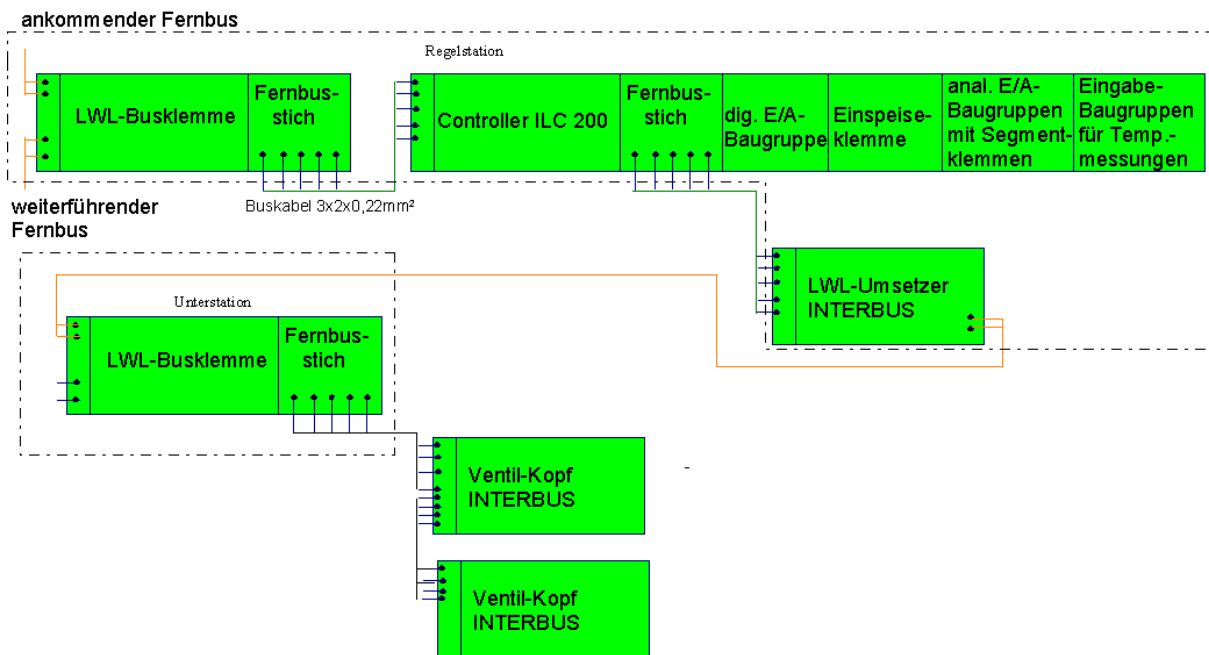 ankommender Fernbus
Regelstation
LWL-Busklemme
Fernbus-
stich
Controller ILC 200
Fernbus-
stich
dig. E/A-
Baugruppe
Einspeise-
klemme
anal. E/A-
Baugruppen
mit Segment-
klemmen
Eingabe-
Baugruppen
für Temp.-
messungen
Buskabel 3x2x0,22mm²
weiterführender
Fernbus
LWL-Umsetzer
INTERBUS
Unterstation
LWL-Busklemme
Fernbus-
stich
Ventil-Kopf
INTERBUS
Ventil-Kopf
INTERBUS